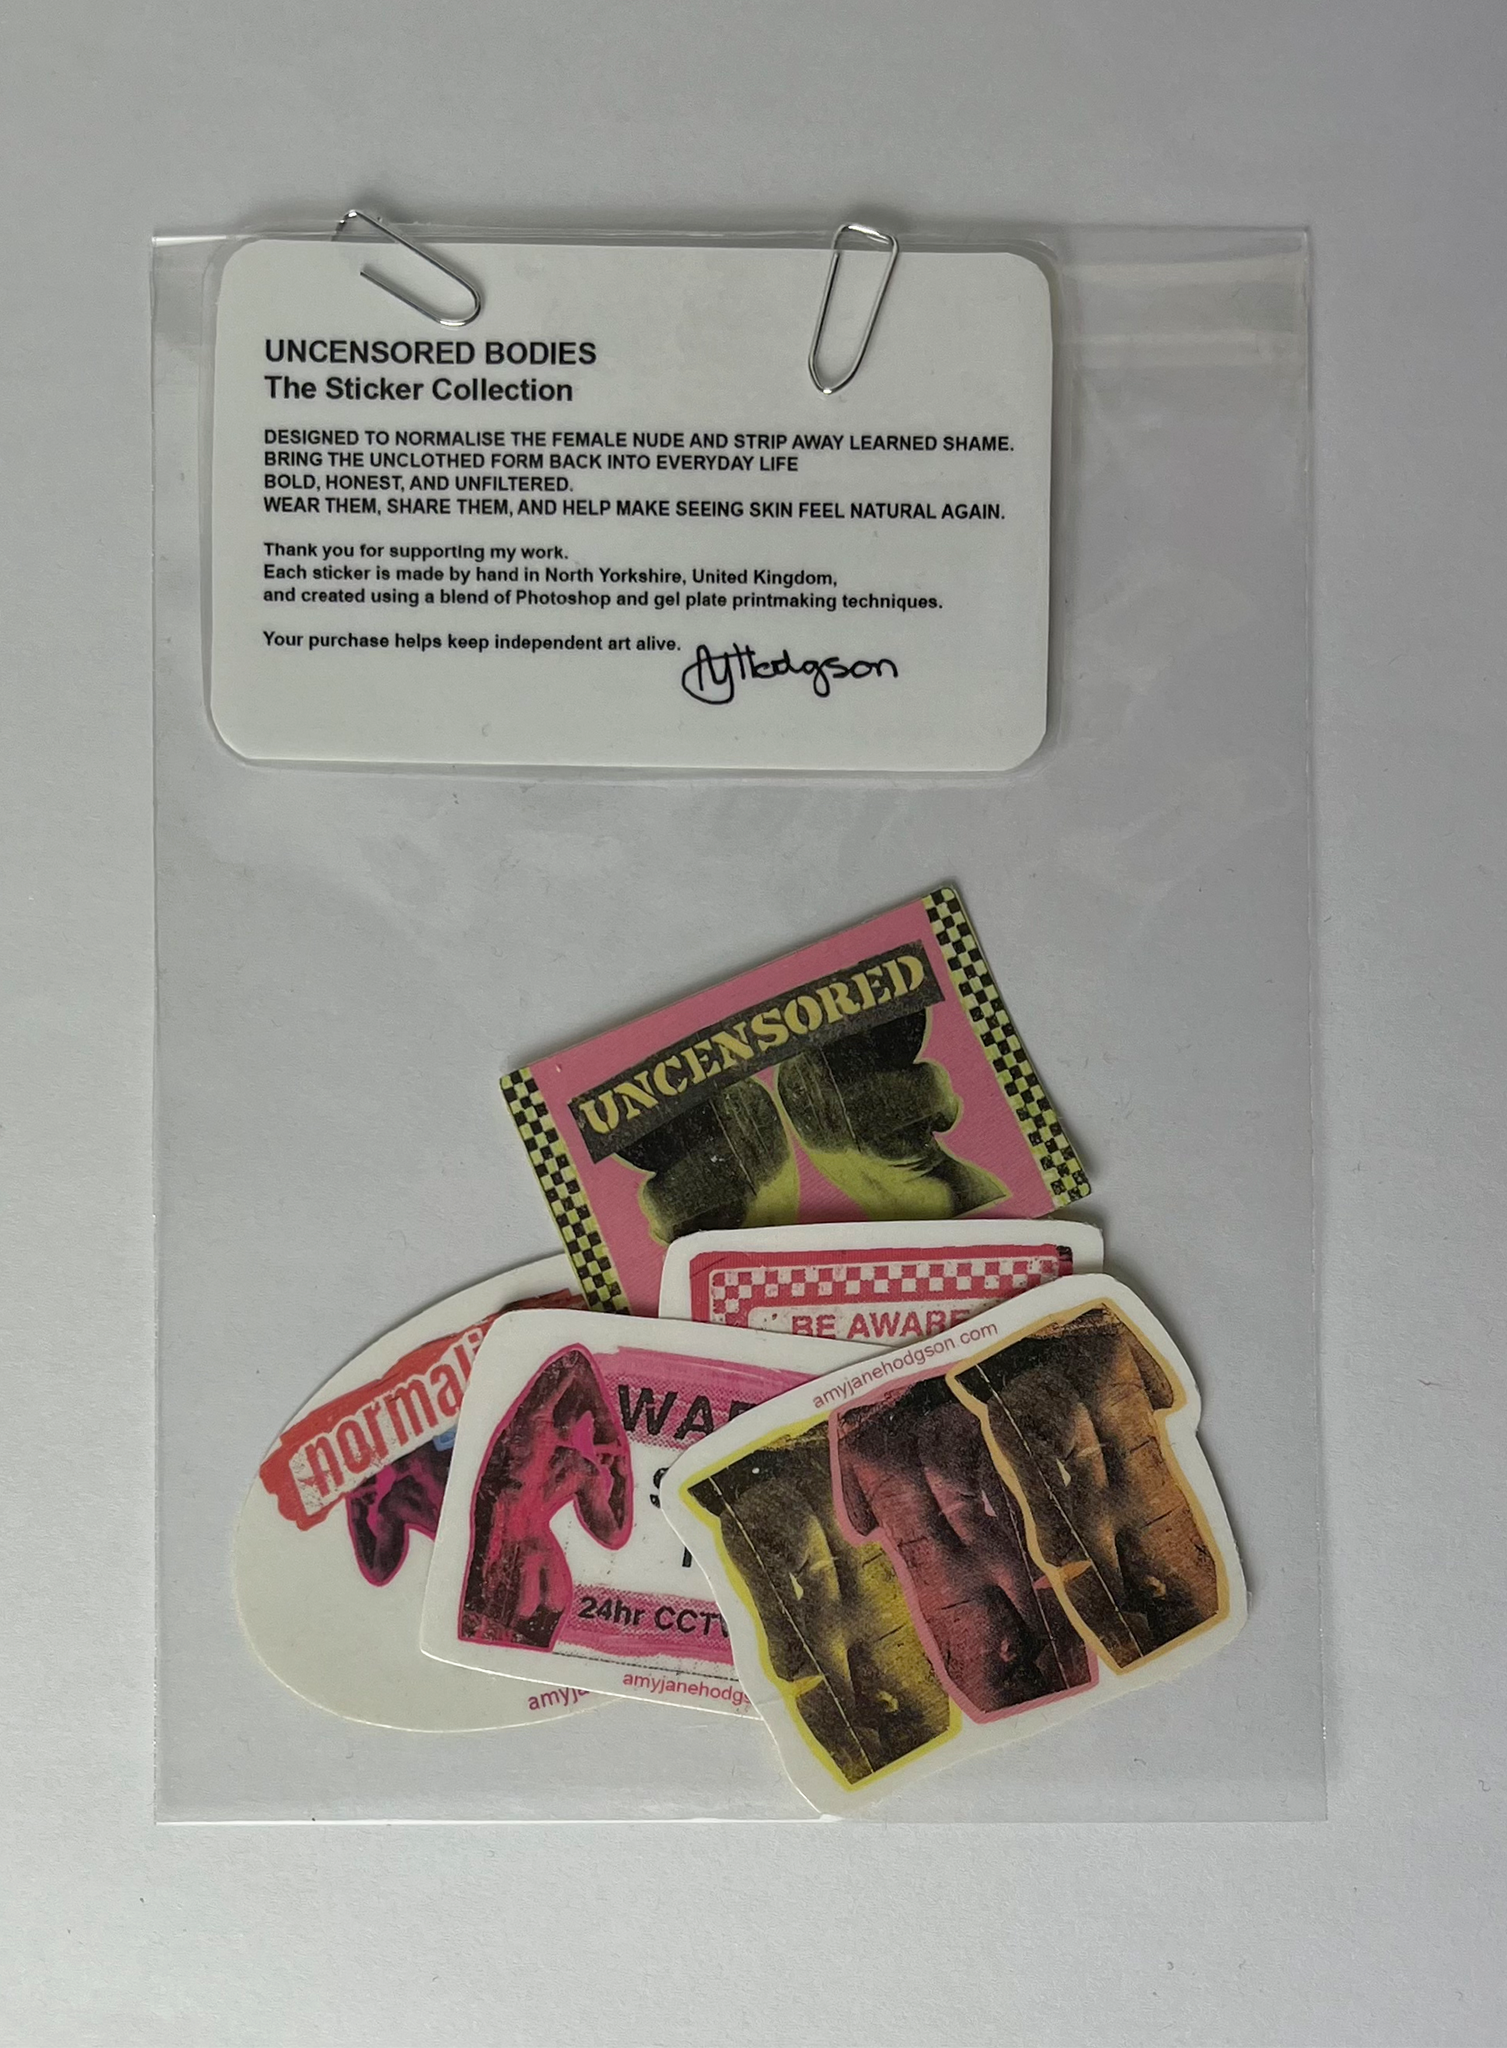 UNCENSORED BODIES
The Sticker Collection
DESIGNED TO NORMALISE THE FEMALE NUDE AND STRIP AWAY LEARNED SHAME.
BRING THE UNCLOTHED FORM BACK INTO EVERYDAY LIFE
BOLD, HONEST, AND UNFILTERED.
WEAR THEM, SHARE THEM, AND HELP MAKE SEEING SKIN FEEL NATURAL AGAIN.
Thank you for supporting my work.
Each sticker is made by hand in North Yorkshire, United Kingdom,
and created using a blend of Photoshop and gel plate printmaking techniques.
Your purchase helps keep independent art alive.
AJHodgson
UNCENSORED
BE AWARE
amyjanehodgson.com
normali
WAR
S
24hr CCTV
amyjanehodgs
amyja